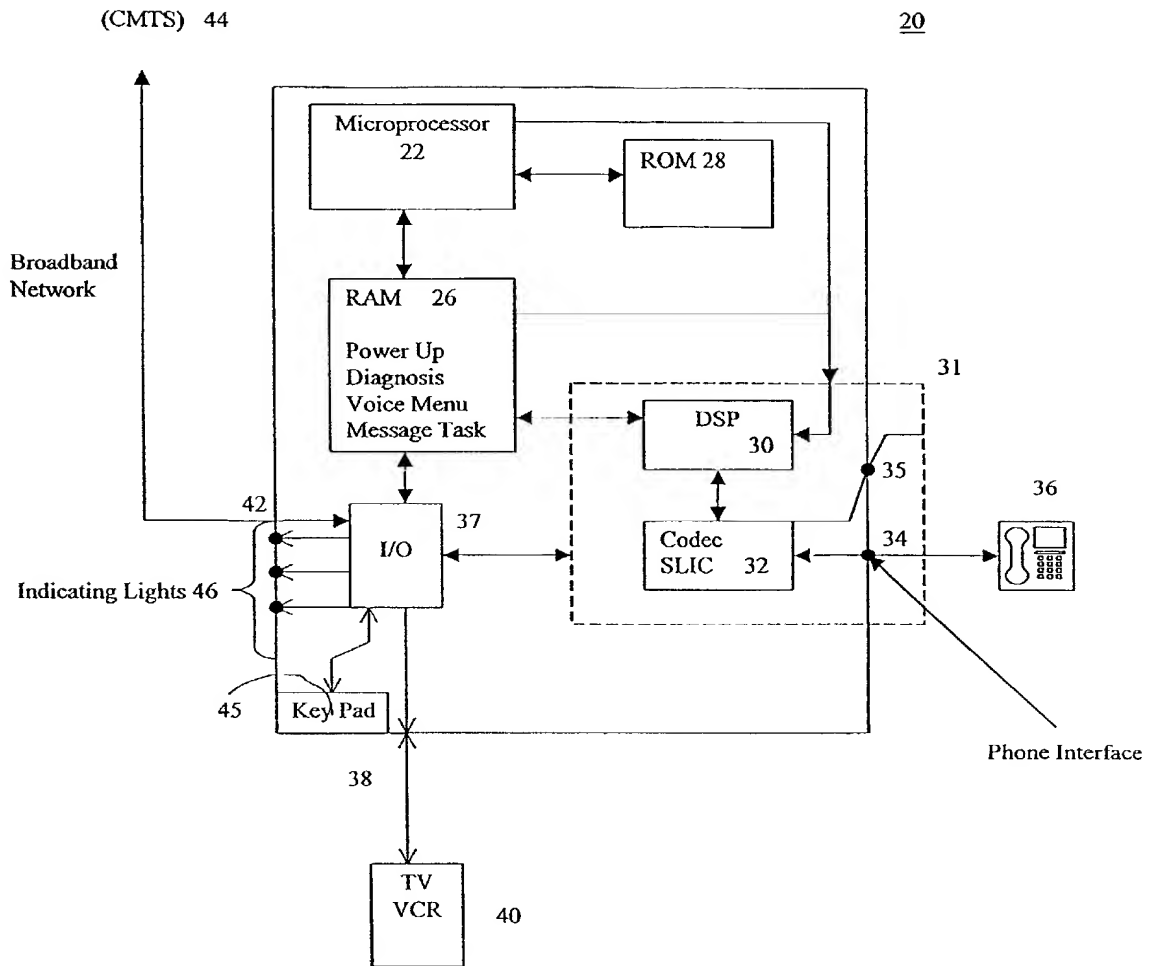 (CMTS) 44
20
Microprocessor
22
ROM 28
Broadband
Network
RAM 26
Power Up
Diagnosis
Voice Menu
Message Task
31
DSP
30
35
36
42
37
I/O
Codec
SLIC 32
34
Indicating Lights 46
45
Key Pad
Phone Interface
38
TV
VCR
40